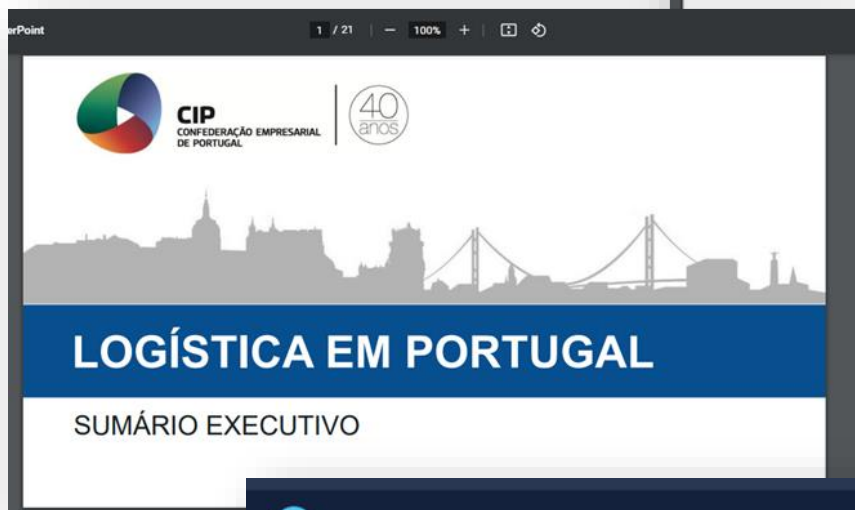 erPoint
1 / 21 | − 100% + |
CIP
CONFEDERAÇÃO EMPRESARIAL
DE PORTUGAL
40
anos
LOGÍSTICA EM PORTUGAL
SUMÁRIO EXECUTIVO